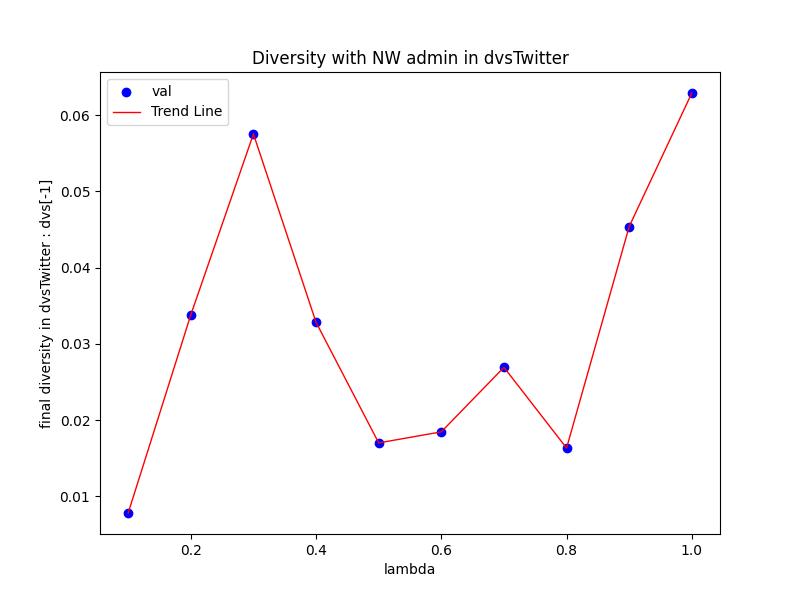 Diversity with NW admin in dvsTwitter
val
Trend Line
final diversity in dvsTwitter : dvs[-1]
0.06
0.05
0.04
0.03
0.02
0.01
0.2 0.4 0.6 0.8 1.0
lambda